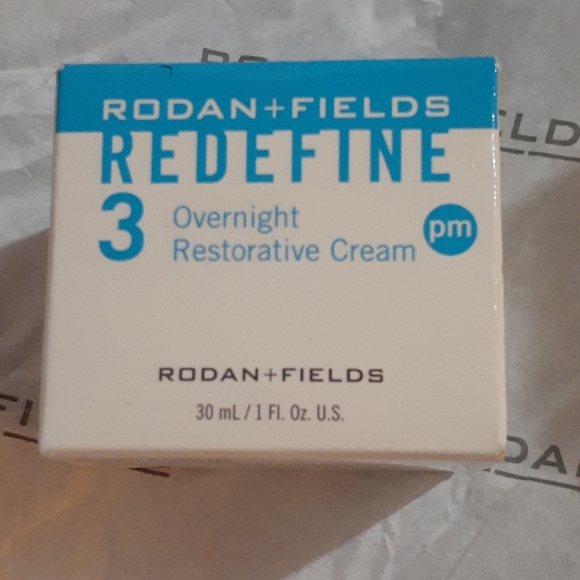 RODAN+FIELDS
REDEFINE
3 Overnight
Restorative Cream
pm
RODAN+FIELDS
30 mL / 1 Fl. Oz. U.S.